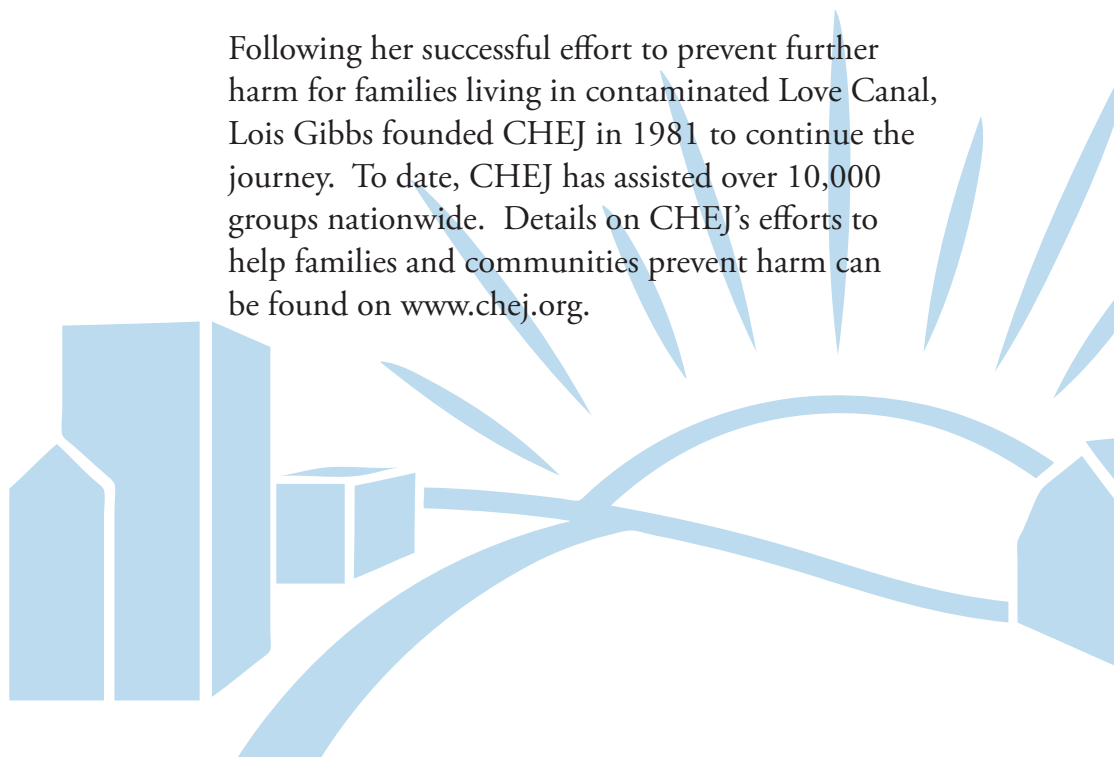 Following her successful effort to prevent further
harm for families living in contaminated Love Canal,
Lois Gibbs founded CHEJ in 1981 to continue the
journey.  To date, CHEJ has assisted over 10,000
groups nationwide.  Details on CHEJ’s efforts to
help families and communities prevent harm can
be found on www.chej.org.